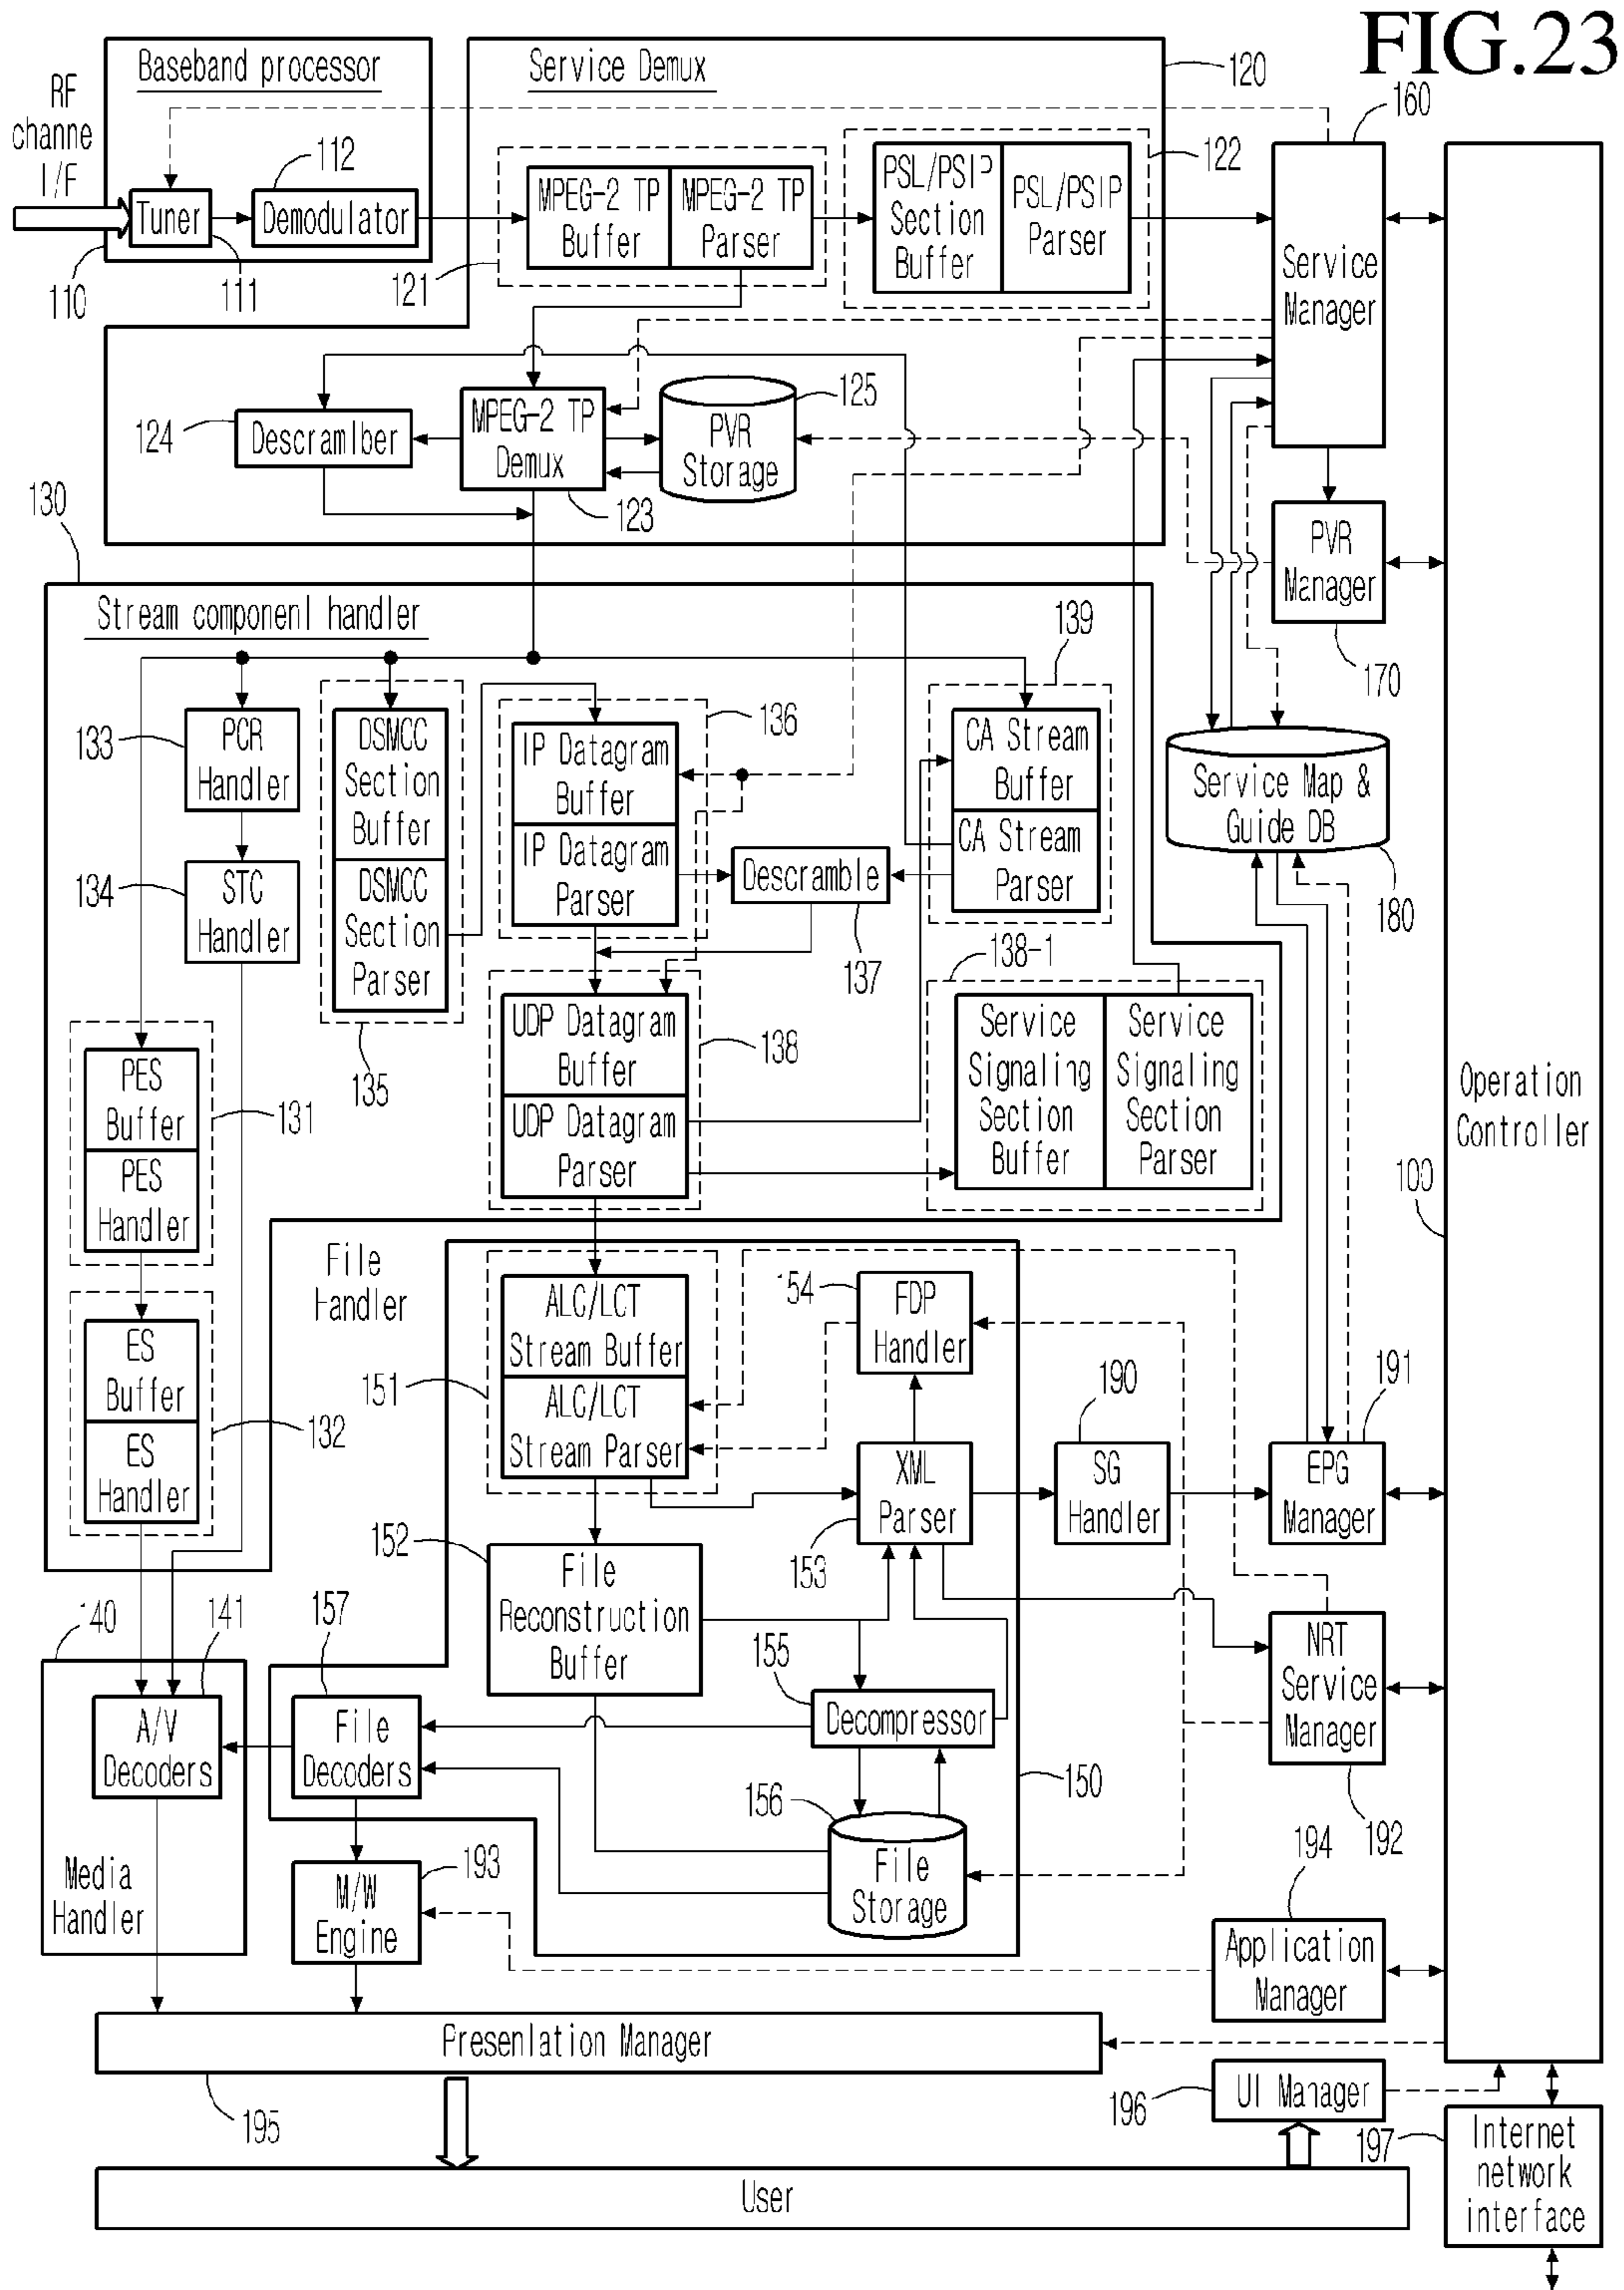 FIG.23
Baseband processor
Service Demux
120
160
RF
channe
I/F
112
122
Tuner
Demodulator
MPEG-2 TP
Buffer
MPEG-2 TP
Parser
PSL/PSIP
Section
Buffer
PSL/PSIP
Parser
Service
Manager
110
111
121
124
Descramlber
MPEG-2 TP
Demux
PVR
Storage
125
123
130
PVR
Manager
170
Stream componenl handler
139
133
PCR
Handler
DSMCC
Section
Buffer
DSMCC
Section
Parser
136
IP Datagram
Buffer
IP Datagram
Parser
CA Stream
Buffer
CA Stream
Parser
Service Map &
Guide DB
180
134
STC
Handler
Descramble
137
138-1
135
UDP Datagram
Buffer
UDP Datagram
Parser
138
Service
Signaling
Section
Buffer
Service
Signaling
Section
Parser
Operation
Controller
100
PES
Buffer
PES
Handler
131
File
Handler
ALC/LCT
Stream Buffer
ALC/LCT
Stream Parser
151
154
FDP
Handler
ES
Buffer
ES
Handler
132
190
191
XML
Parser
153
SG
Handler
EPG
Manager
152
File
Reconstruction
Buffer
140
141
157
155
Decompressor
NRT
Service
Manager
192
A/V
Decoders
File
Decoders
150
156
File
Storage
Media
Handler
193
M/W
Engine
194
Application
Manager
Presenlation Manager
195
196
UI Manager
197
Internet
network
interface
User